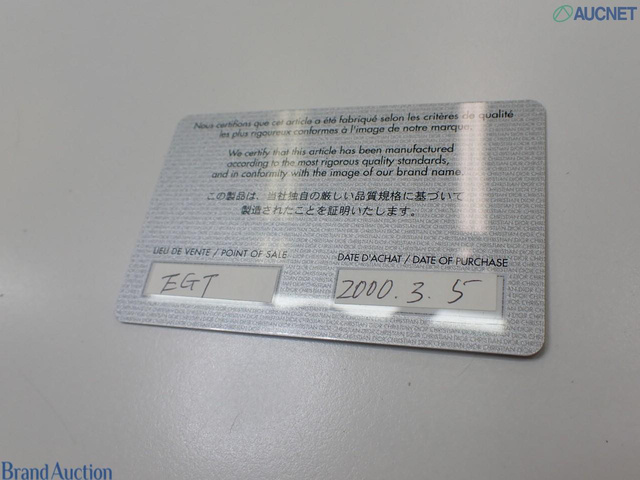 AUCNET
Nous certifions que cet article a été fabriqué selon les critères de qualité
les plus rigoureux conformes à l'image de notre marque.
We certify that this article has been manufactured
according to the most rigorous quality standards,
and in conformity with the image of our brand name.
この製品は、当社独自の厳しい品質規格に基づいて
製造されたことを証明いたします。
LIEU DE VENTE / POINT OF SALE
DATE D'ACHAT / DATE OF PURCHASE
EGT
2000.3.5
CHRISTIAN DIOR
Brand Auction